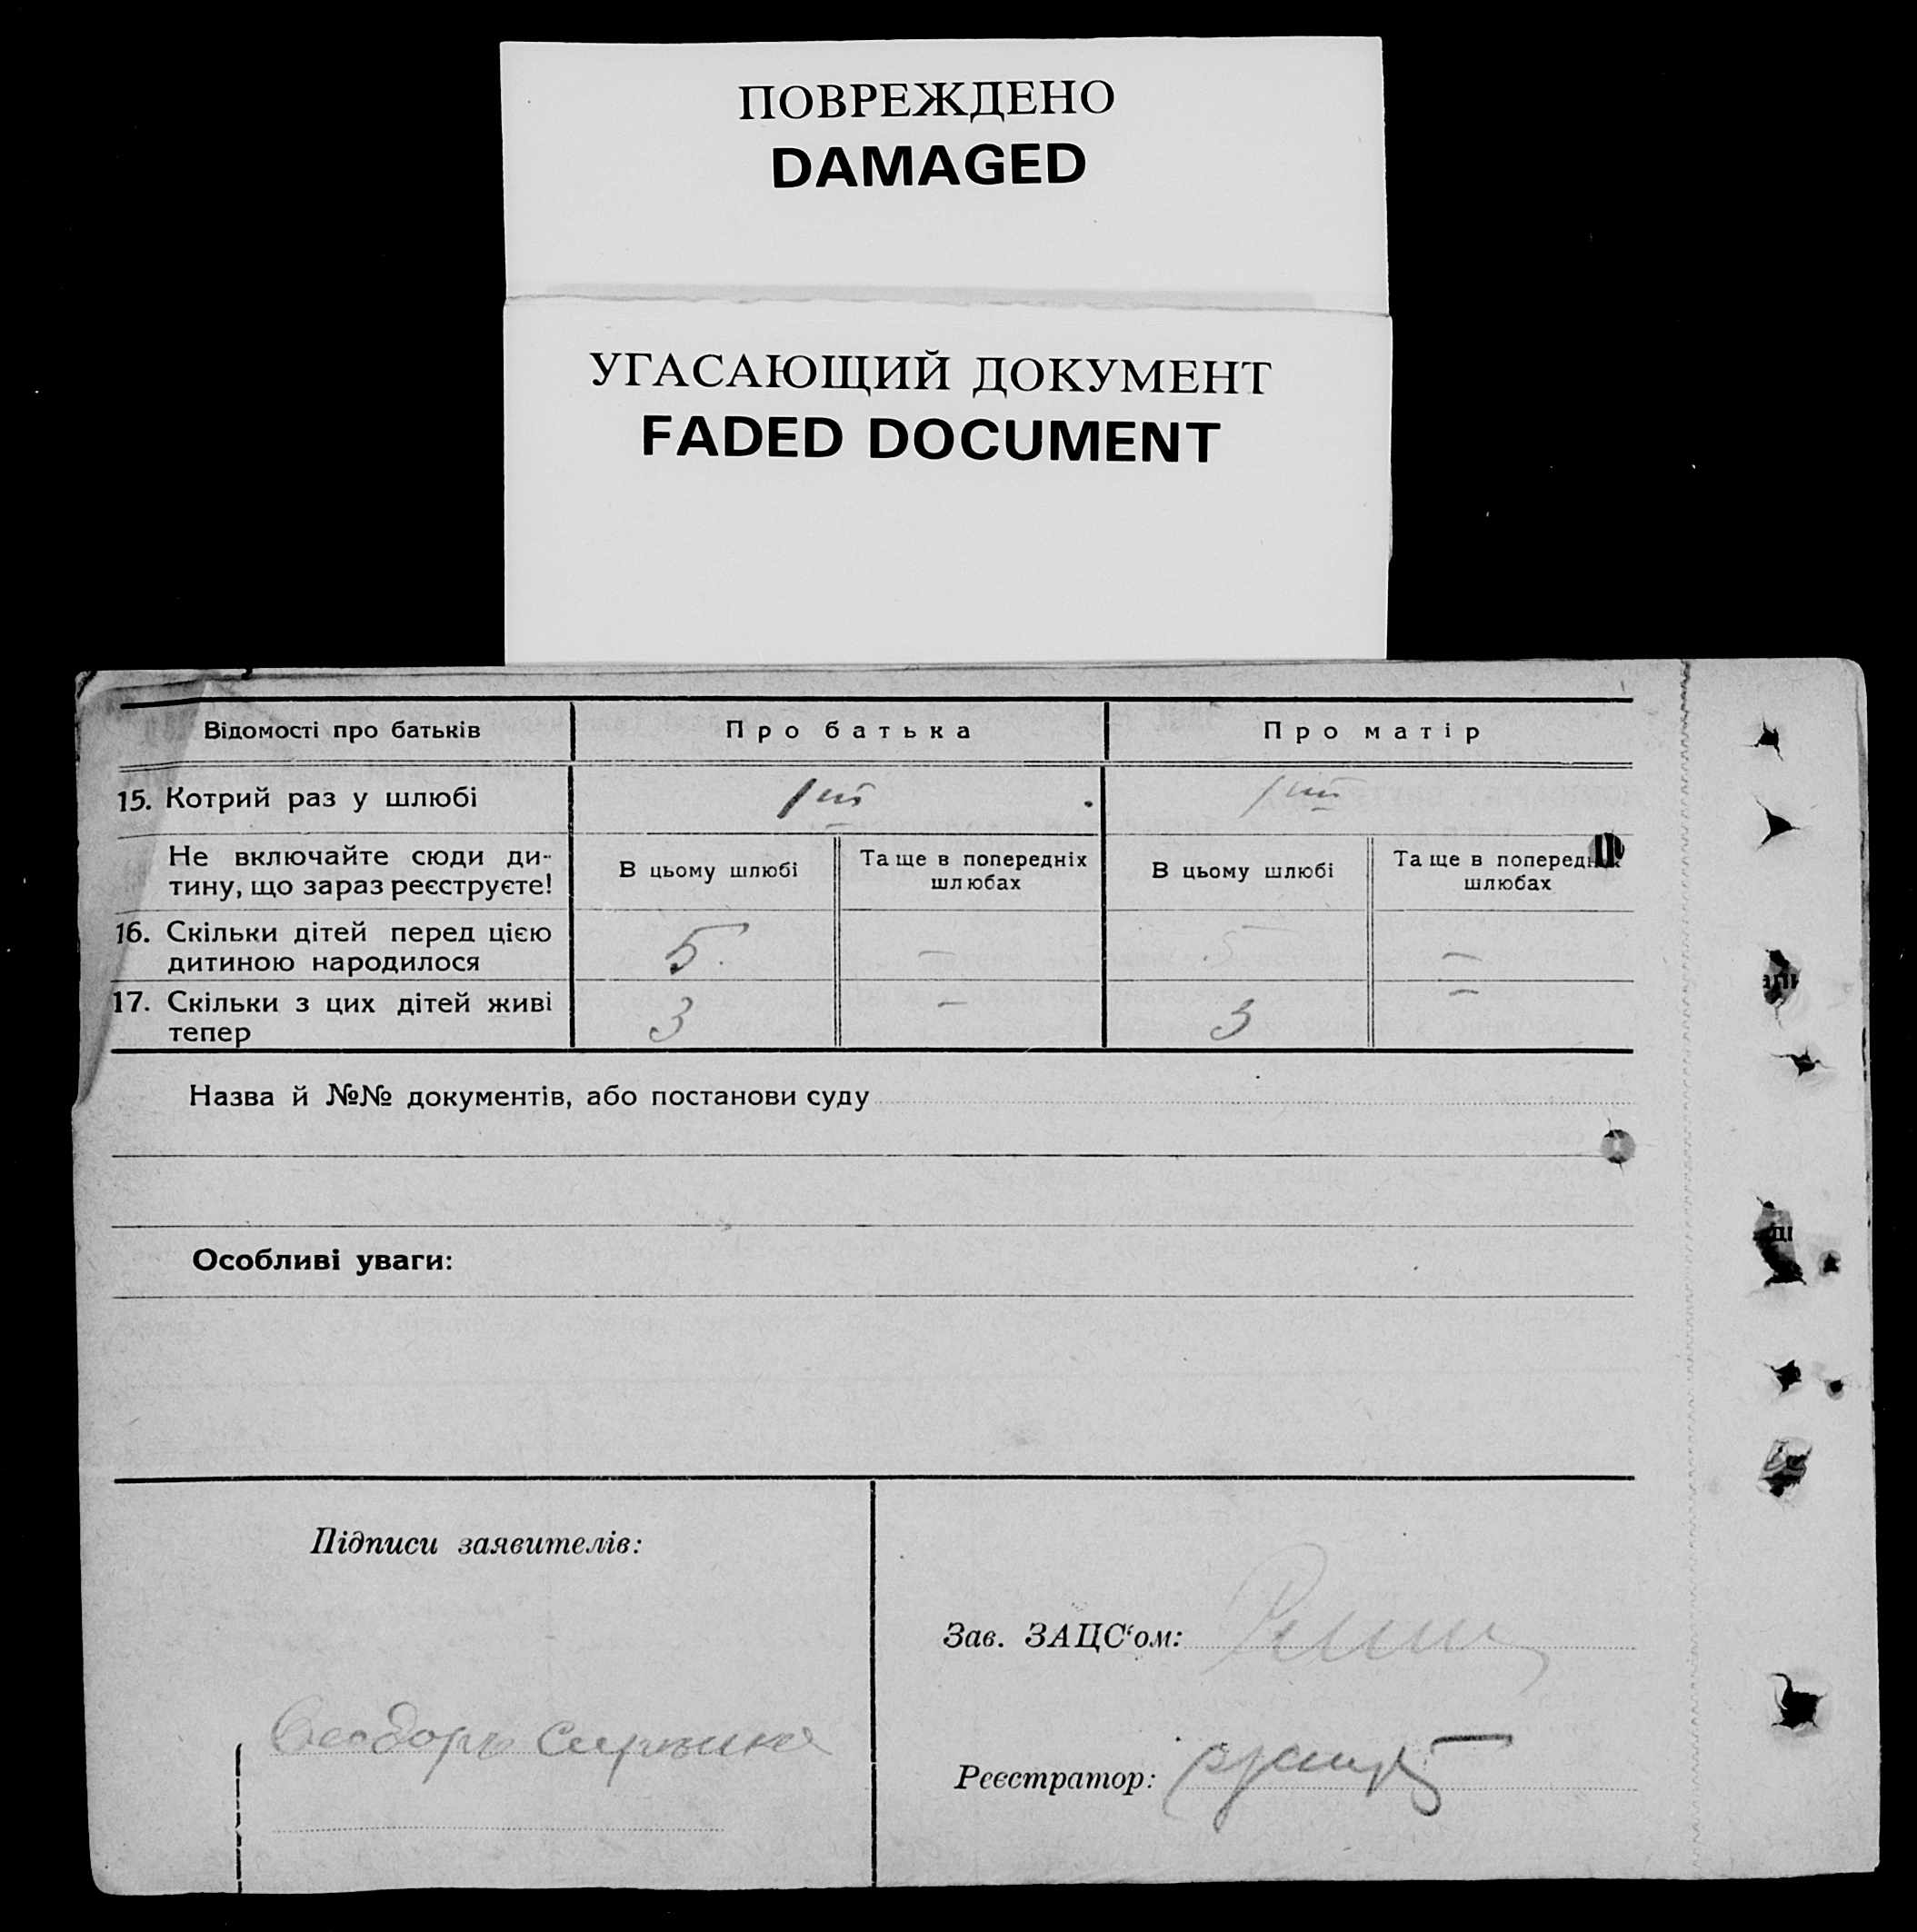 ПОВРЕЖДЕНО
DAMAGED
УГАСАЮЩИЙ ДОКУМЕНТ
FADED DOCUMENT
Відомості про батьків
Про батька
Про матір
15. Котрий раз у шлюбі
1ий
1ий
Не включайте сюди ди-
тину, що зараз реєструєте!
В цьому шлюбі
Та ще в попередніх
шлюбах
В цьому шлюбі
Та ще в попередніх
шлюбах
16. Скільки дітей перед цією
дитиною народилося
5. – 5 –
17. Скільки з цих дітей живі
тепер
3 – 3 –
Назва й №№ документів, або постанови суду
Особливі уваги:
Підписи заявителів:
Зав. ЗАЦС‘ом:
Реєстратор: